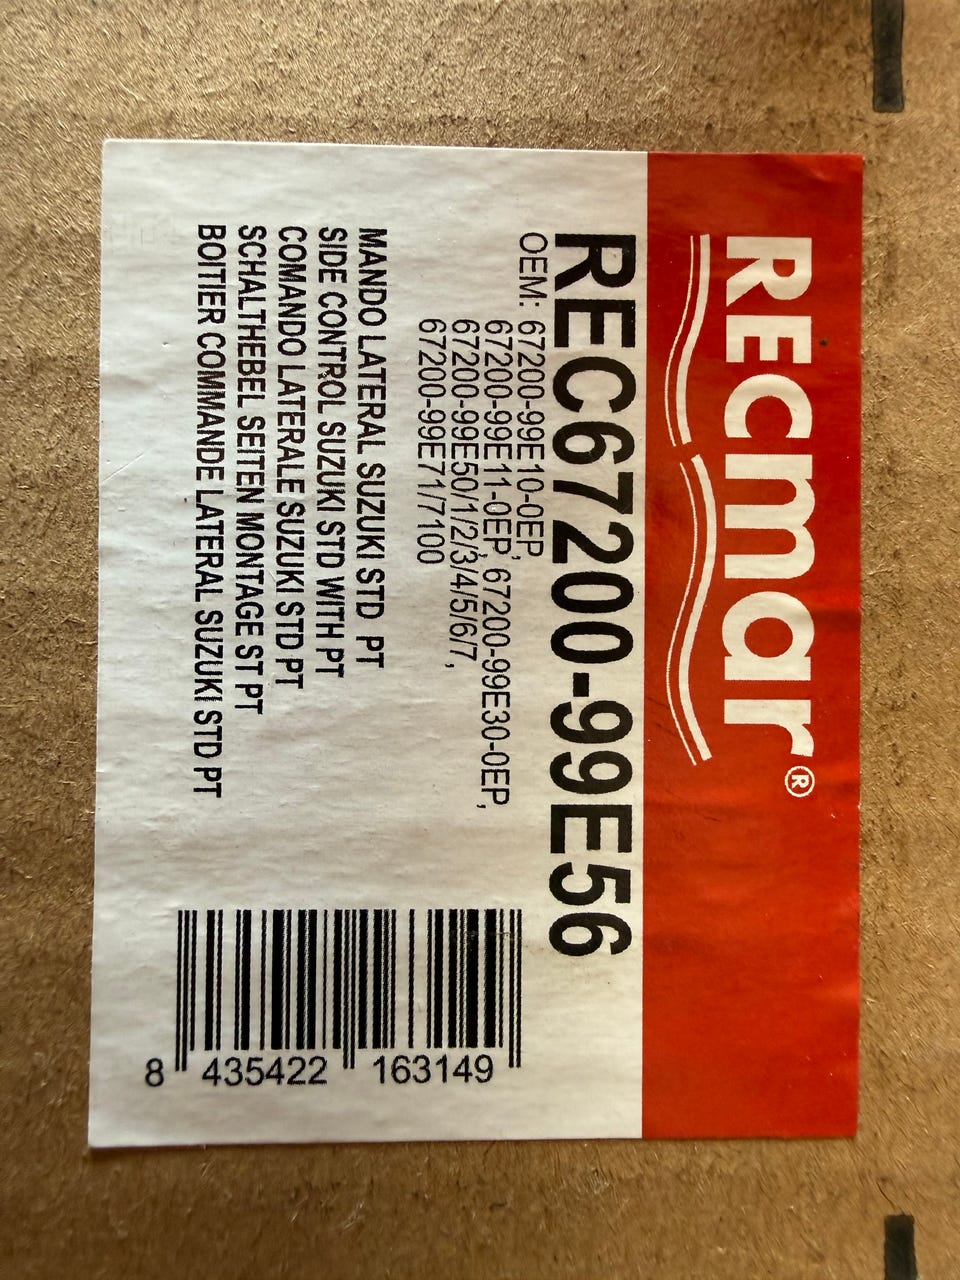 Recmar®
REC67200-99E56
OEM: 67200-99E10-0EP,
67200-99E11-0EP, 67200-99E30-0EP,
67200-99E50/1/2/3/4/5/6/7,
67200-99E71/7100
MANDO LATERAL SUZUKI STD PT
SIDE CONTROL SUZUKI STD WITH PT
COMANDO LATERALE SUZUKI STD PT
SCHALTHEBEL SEITEN MONTAGE ST PT
BOITIER COMMANDE LATERAL SUZUKI STD PT
8 435422 163149